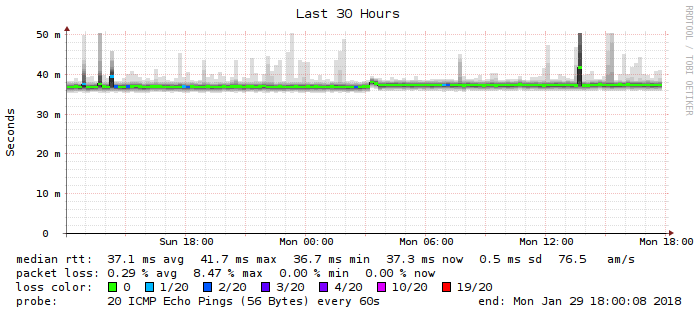 Last 30 Hours
RRDTOOL / TOBI OETIKER
Seconds
50 m
40 m
30 m
20 m
10 m
0
Sun 18:00 Mon 00:00 Mon 06:00 Mon 12:00 Mon 18:00
median rtt: 37.1 ms avg 41.7 ms max 36.7 ms min 37.3 ms now 0.5 ms sd 76.5 am/s
packet loss: 0.29 % avg 8.47 % max 0.00 % min 0.00 % now
loss color: 0 1/20 2/20 3/20 4/20 10/20 19/20
probe: 20 ICMP Echo Pings (56 Bytes) every 60s end: Mon Jan 29 18:00:08 2018